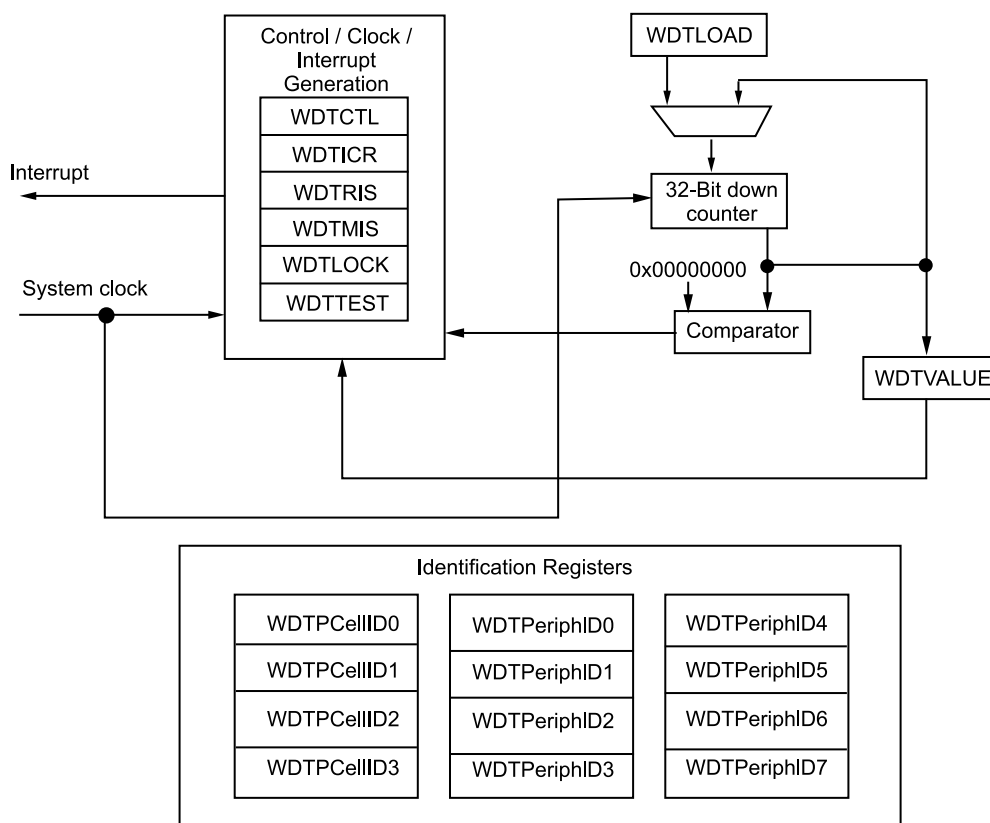 Control / Clock /
Interrupt
Generation
WDTCTL
WDTICR
WDTRIS
WDTMIS
WDTLOCK
WDTTEST
Interrupt
System clock
WDTLOAD
32-Bit down
counter
0x00000000
Comparator
WDTVALUE
Identification Registers
WDTPCellID0
WDTPCellID1
WDTPCellID2
WDTPCellID3
WDTPeriphID0
WDTPeriphID1
WDTPeriphID2
WDTPeriphID3
WDTPeriphID4
WDTPeriphID5
WDTPeriphID6
WDTPeriphID7